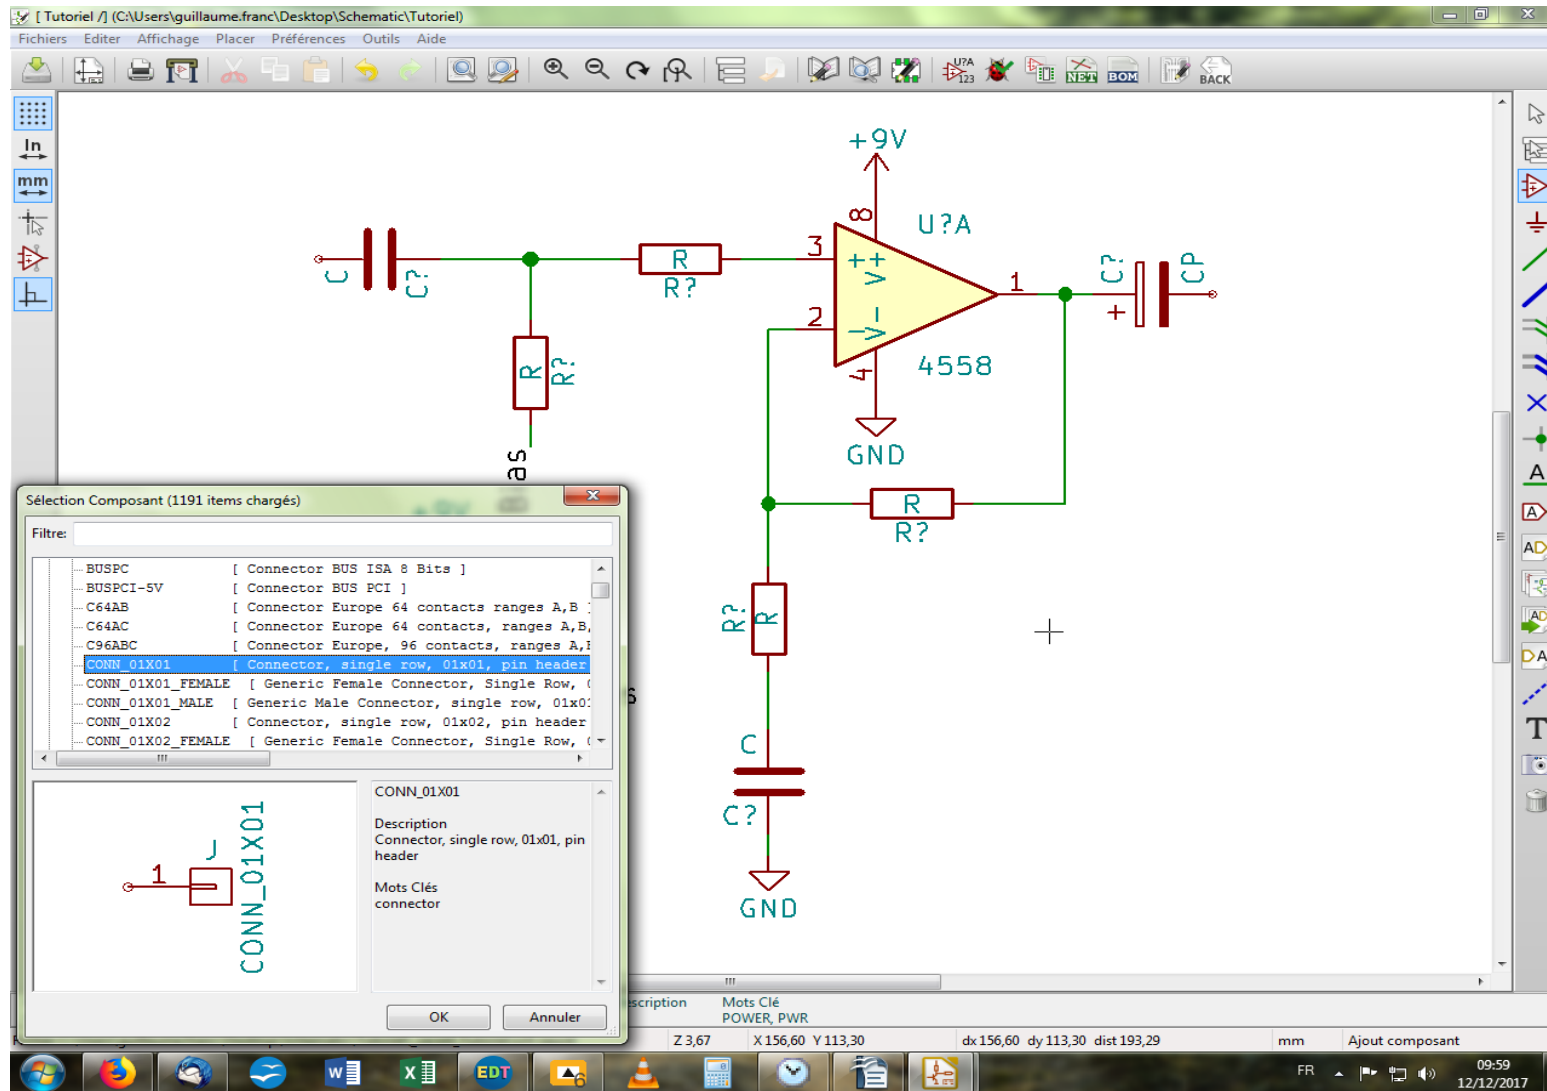 [ Tutoriel /] (C:\Users\guillaume.franc\Desktop\Schematic\Tutoriel)
Fichiers Editer Affichage Placer Préférences Outils Aide
U?A
123
NET
BOM
BACK
In
mm
+9V
8
U?A
3
+
V+
1
2
−
V-
4
4558
GND
C
C?
R
R?
R
R?
C?
CP
+
R
R?
R?
R
C
C?
GND
A
A
T
Sélection Composant (1191 items chargés)
Filtre:
BUSPC [ Connector BUS ISA 8 Bits ]
BUSPCI-5V [ Connector BUS PCI ]
C64AB [ Connector Europe 64 contacts ranges A,B ]
C64AC [ Connector Europe 64 contacts, ranges A,B,
C96ABC [ Connector Europe, 96 contacts, ranges A,
CONN_01X01 [ Connector, single row, 01x01, pin header
CONN_01X01_FEMALE [ Generic Female Connector, Single Row,
CONN_01X01_MALE [ Generic Male Connector, single row, 01x01
CONN_01X02 [ Connector, single row, 01x02, pin header
CONN_01X02_FEMALE [ Generic Female Connector, Single Row,
1
J
CONN_01X01
CONN_01X01
Description
Connector, single row, 01x01, pin
header
Mots Clés
connector
OK Annuler
Mots Clé
POWER, PWR
Z 3,67 X 156,60 Y 113,30 dx 156,60 dy 113,30 dist 193,29 mm Ajout composant
EDT
FR
09:59
12/12/2017